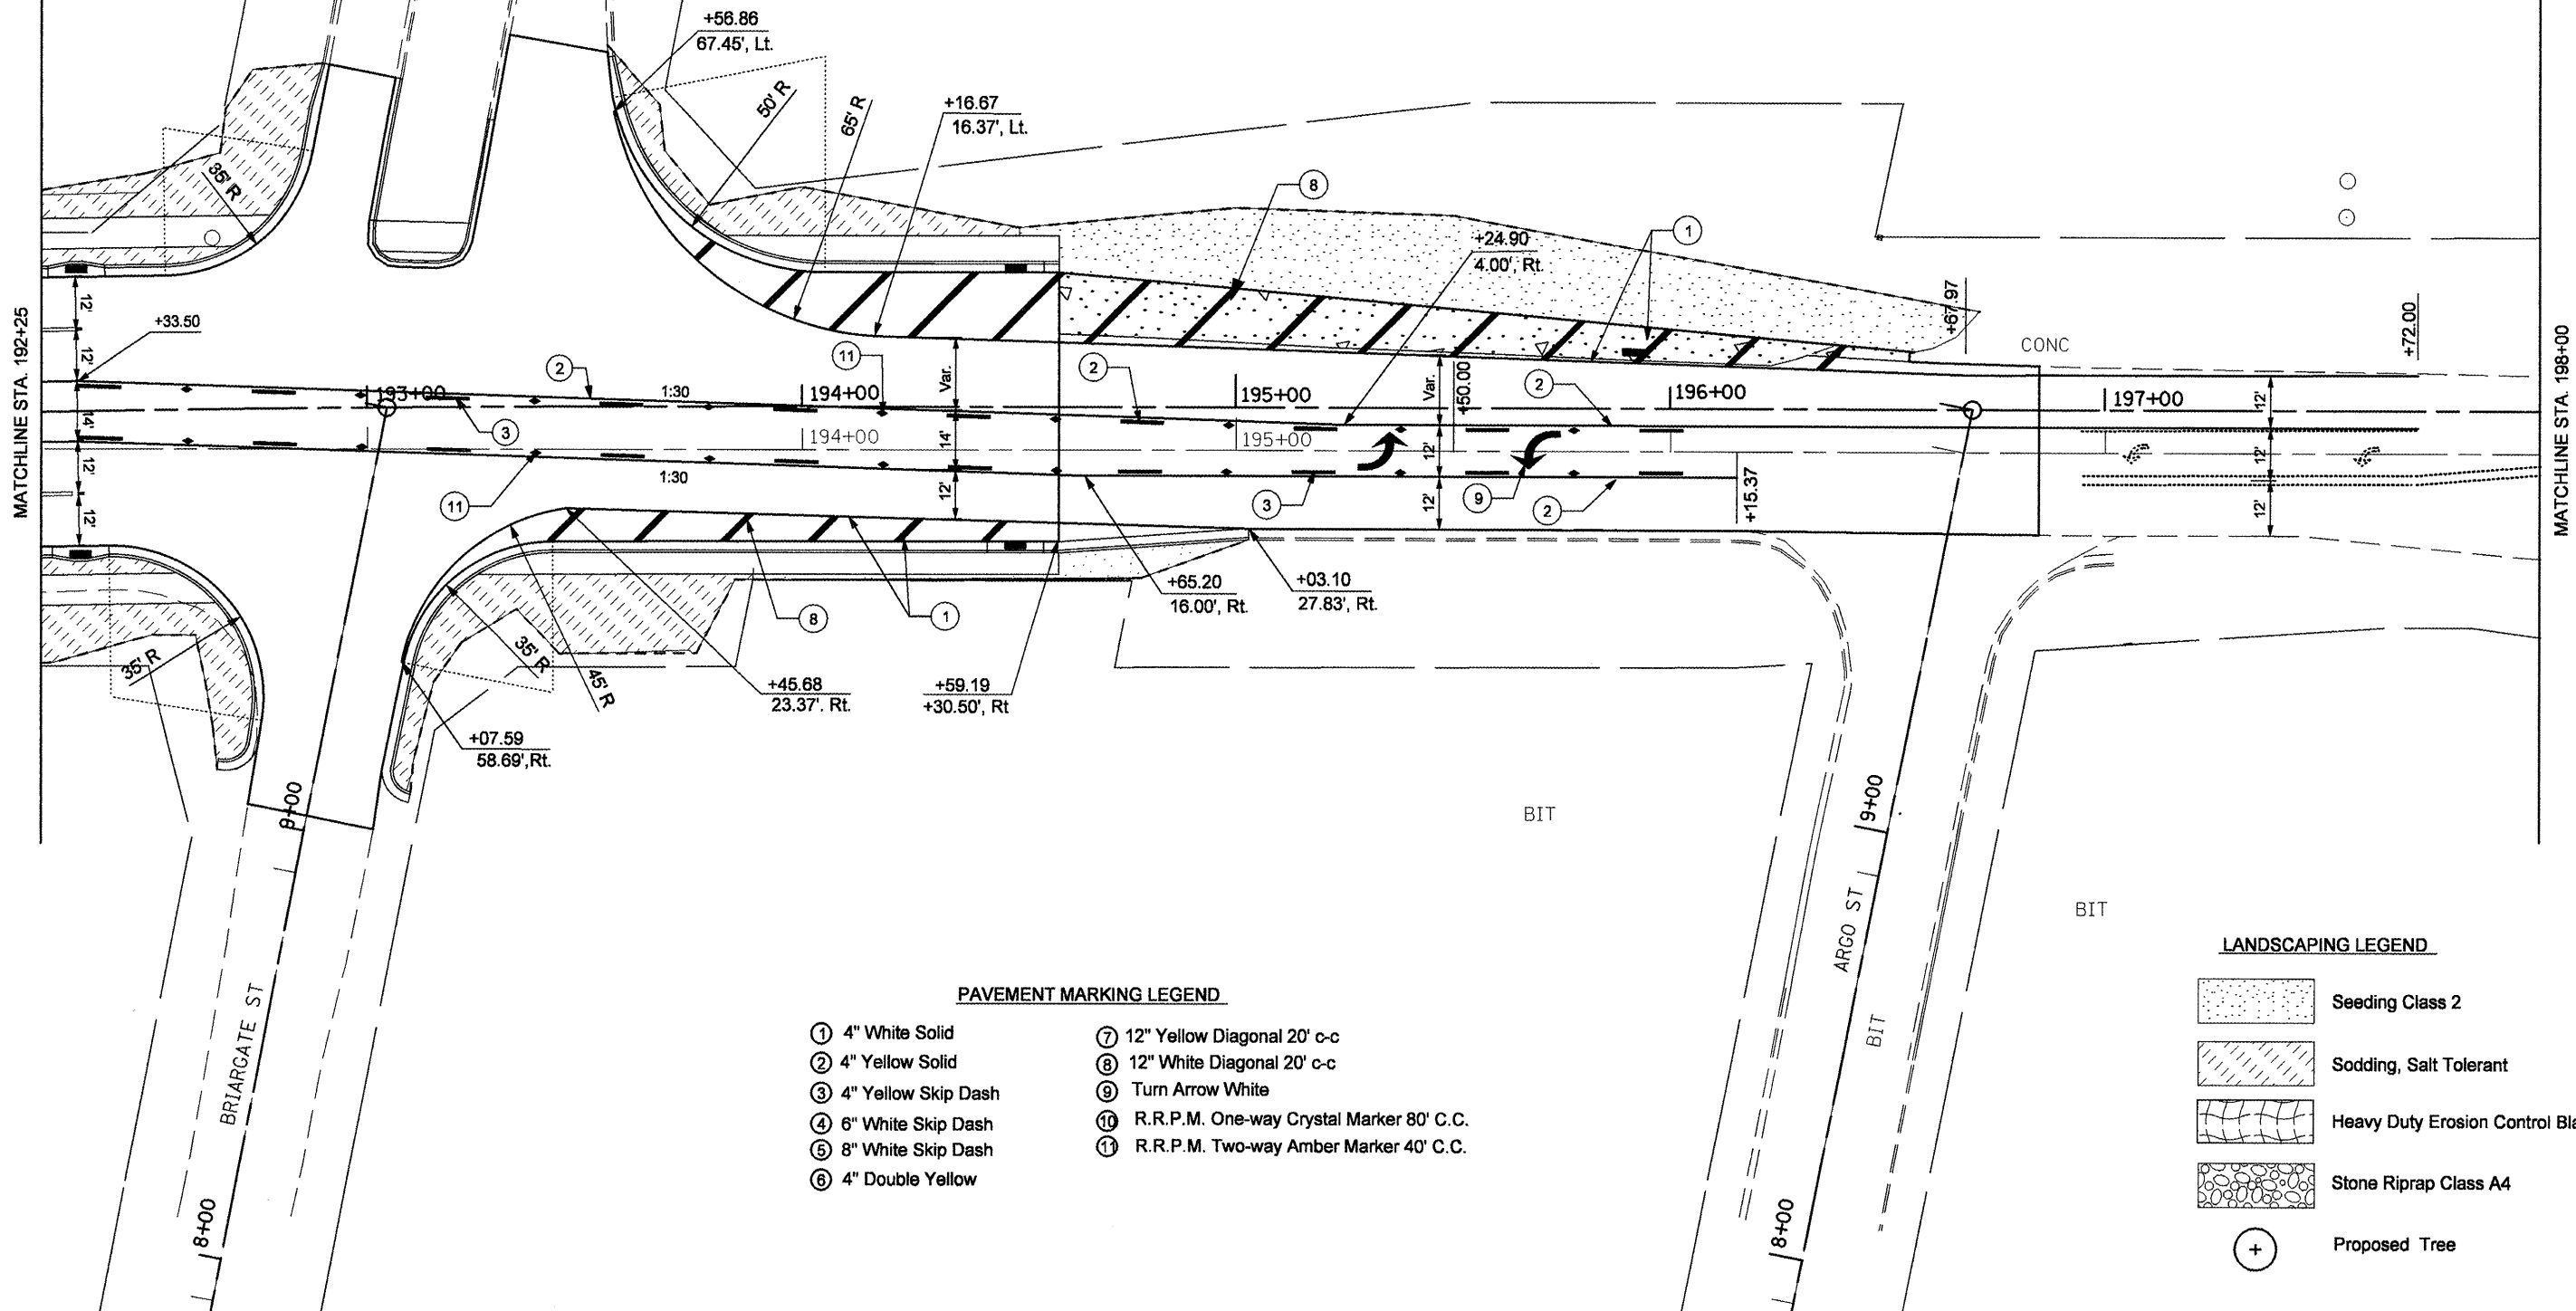 +56.86
67.45', Lt.
50' R
65' R
+16.67
16.37', Lt.
35' R
8
1
+24.90
4.00', Rt.
+67.97
+72.00
CONC
MATCHLINE STA. 192+25
MATCHLINE STA. 198+00
12'
12'
14'
12'
12'
+33.50
193+00
2
3
1:30
11
194+00
194+00
Var.
14'
12'
2
195+00
195+00
Var.
12'
12'
+50.00
2
196+00
197+00
12'
12'
12'
11
1:30
3
9
2
+15.37
8
1
+65.20
16.00', Rt.
+03.10
27.83', Rt.
35' R
35' R
45' R
+45.68
23.37'. Rt.
+59.19
+30.50', Rt
+07.59
58.69',Rt.
9+00
8+00
BRIARGATE ST
BIT
9+00
8+00
ARGO ST
BIT
BIT
PAVEMENT MARKING LEGEND
1 4" White Solid
2 4" Yellow Solid
3 4" Yellow Skip Dash
4 6" White Skip Dash
5 8" White Skip Dash
6 4" Double Yellow
7 12" Yellow Diagonal 20' c-c
8 12" White Diagonal 20' c-c
9 Turn Arrow White
10 R.R.P.M. One-way Crystal Marker 80' C.C.
11 R.R.P.M. Two-way Amber Marker 40' C.C.
LANDSCAPING LEGEND
Seeding Class 2
Sodding, Salt Tolerant
Heavy Duty Erosion Control Bla
Stone Riprap Class A4
Proposed Tree